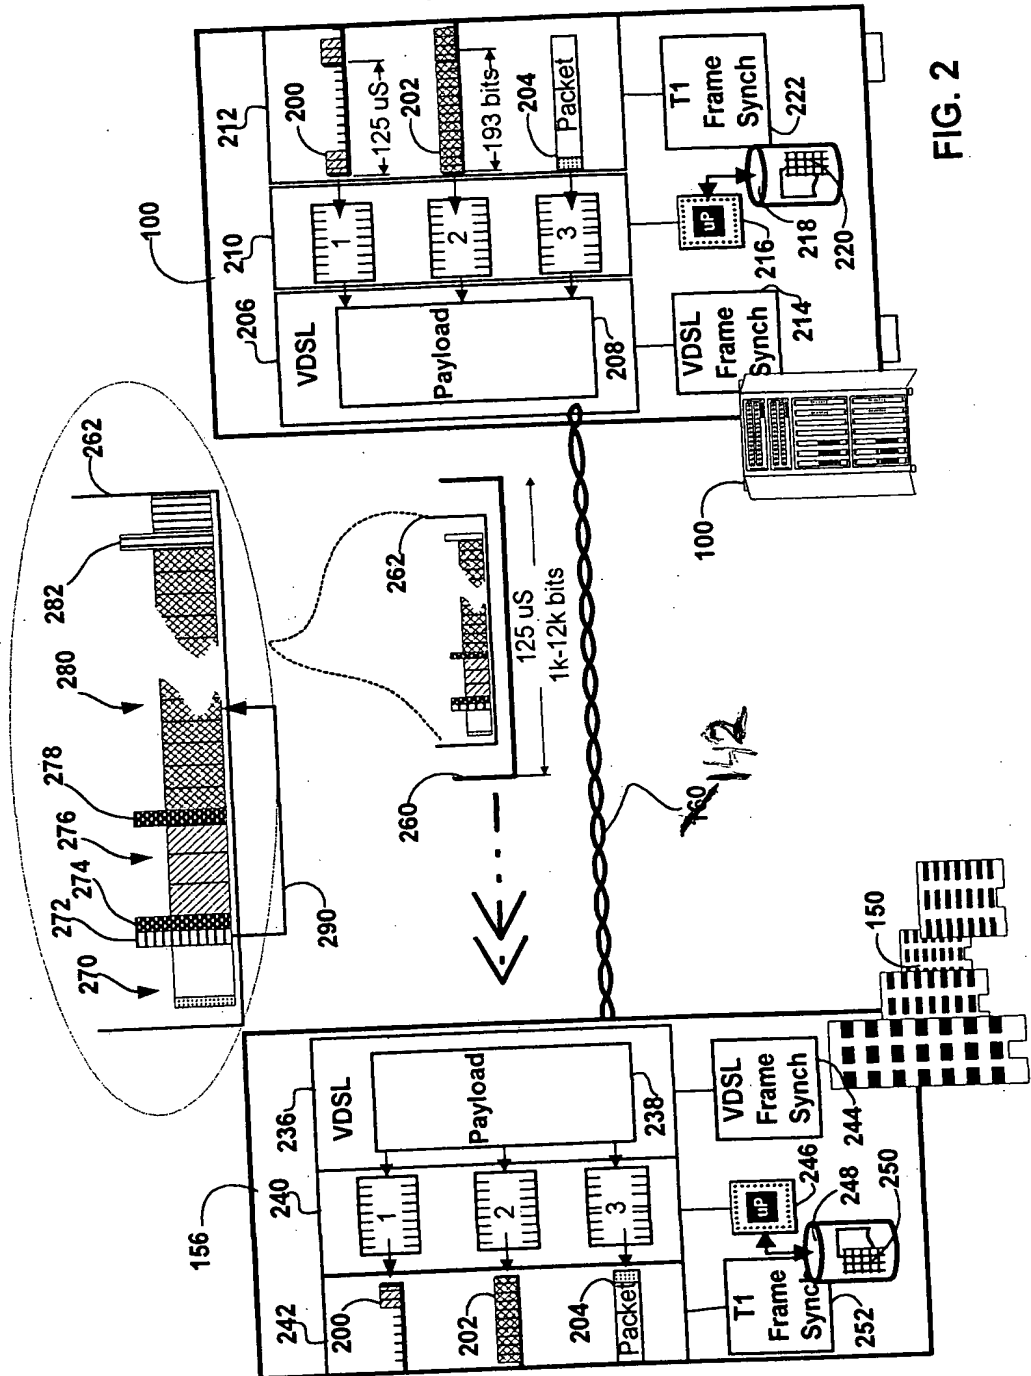 270
272
274
276
278
280
282
262
290
156
242
240
236
VDSL
200
1
Payload
202
2
204
Packet
3
238
T1
Frame
Synch
252
uP
246
248
250
VDSL
Frame
Synch
244
150
260
262
125 uS
1k-12k bits
160
142
100
206
210
212
VDSL
Payload
208
1
2
3
200
125 uS
202
193 bits
204
Packet
VDSL
Frame
Synch
214
uP
216
218
220
T1
Frame
Synch
222
100
FIG. 2